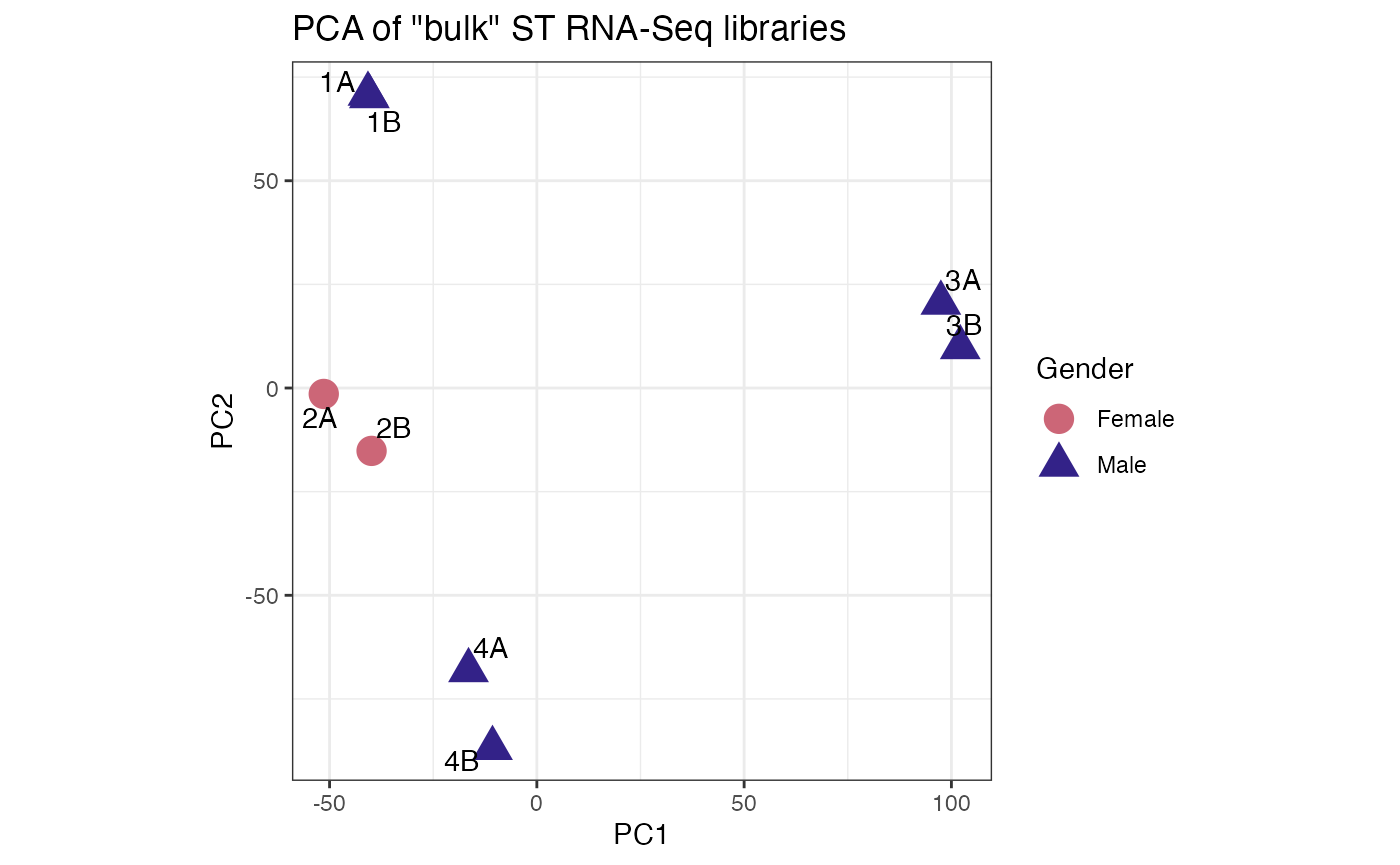 PCA of "bulk" ST RNA-Seq libraries
1A
1B
50
3A
3B
Gender
0
2A
2B
Female
PC2
Male
-50
4A
4B
-50
0
50
100
PC1